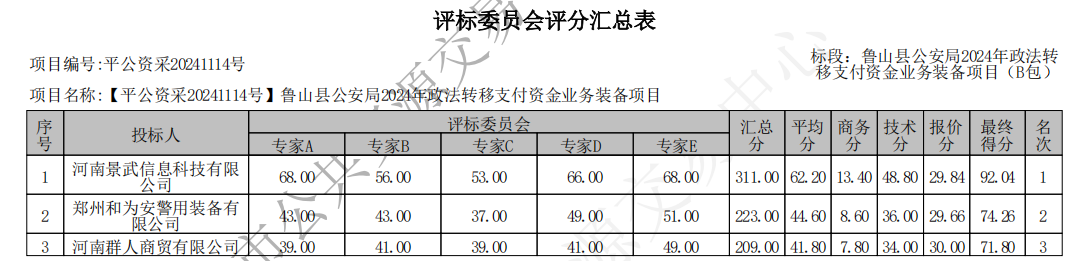 评标委员会评分汇总表
项目编号:平公资采20241114号
标段：鲁山县公安局2024年政法转
移支付资金业务装备项目（B包）
项目名称:【平公资采20241114号】鲁山县公安局2024年政法转移支付资金业务装备项目
序号 投标人 评标委员会 汇总分 平均分 商务分 技术分 报价分 最终得分 名次
专家A 专家B 专家C 专家D 专家E
1 河南景武信息科技有限公司 68.00 56.00 53.00 66.00 68.00 311.00 62.20 13.40 48.80 29.84 92.04 1
2 郑州和为安警用装备有限公司 43.00 43.00 37.00 49.00 51.00 223.00 44.60 8.60 36.00 29.66 74.26 2
3 河南群人商贸有限公司 39.00 41.00 39.00 41.00 49.00 209.00 41.80 7.80 34.00 30.00 71.80 3
市公共资源交易
源交易中心